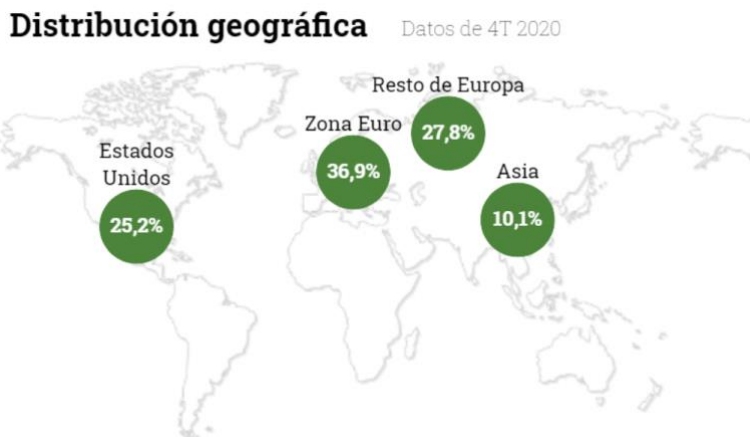 Distribución geográfica
Datos de 4T 2020
Resto de Europa
27,8%
Zona Euro
36,9%
Estados
Unidos
25,2%
Asia
10,1%